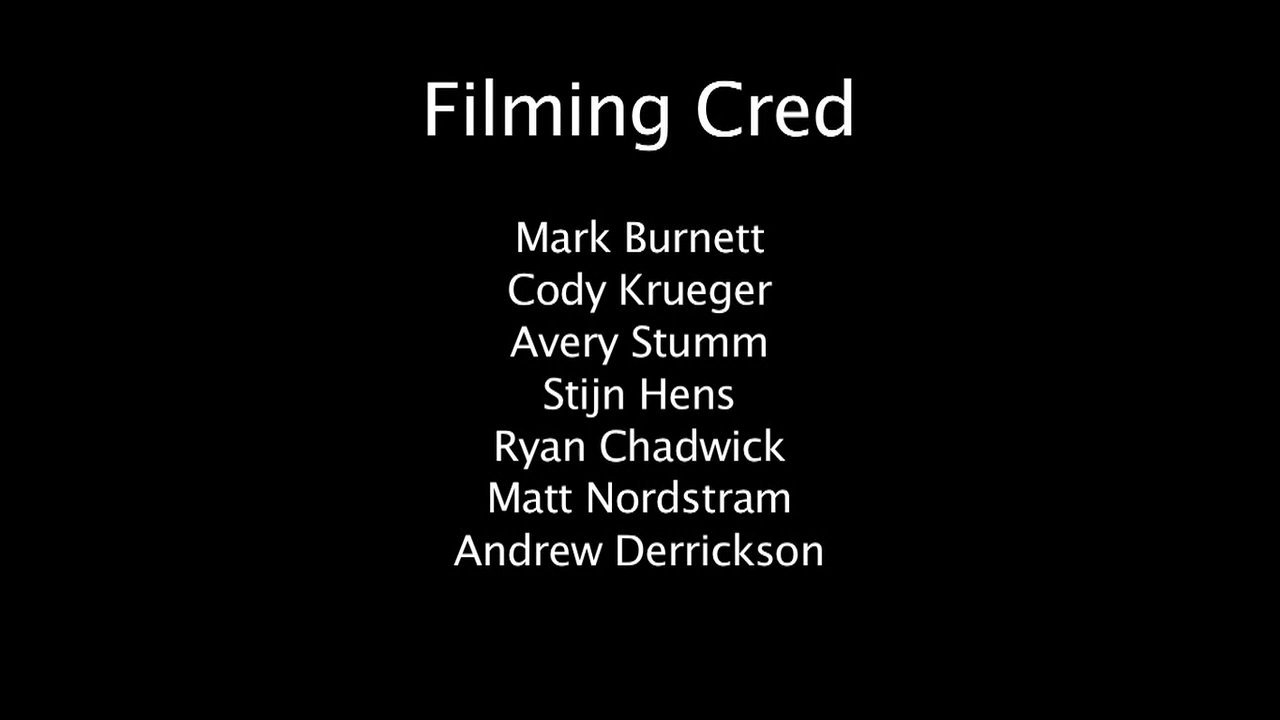 Filming Cred
Mark Burnett
Cody Krueger
Avery Stumm
Stijn Hens
Ryan Chadwick
Matt Nordstram
Andrew Derrickson